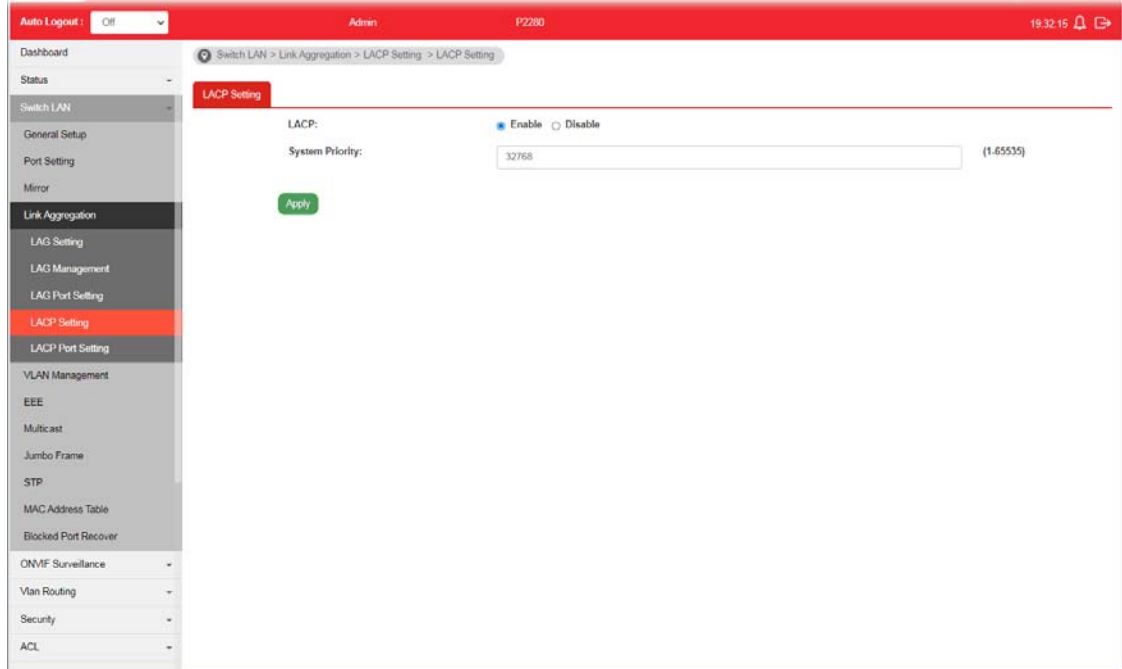 Auto Logout : Off Admin P2280 19:32:15
Dashboard
Switch LAN > Link Aggregation > LACP Setting > LACP Setting
Status
LACP Setting
Switch LAN
LACP: Enable Disable
General Setup
System Priority: 32768 (1-65535)
Port Setting
Mirror
Apply
Link Aggregation
LAG Setting
LAG Management
LAG Port Setting
LACP Setting
LACP Port Setting
VLAN Management
EEE
Multicast
Jumbo Frame
STP
MAC Address Table
Blocked Port Recover
ONVIF Surveillance
Vlan Routing
Security
ACL